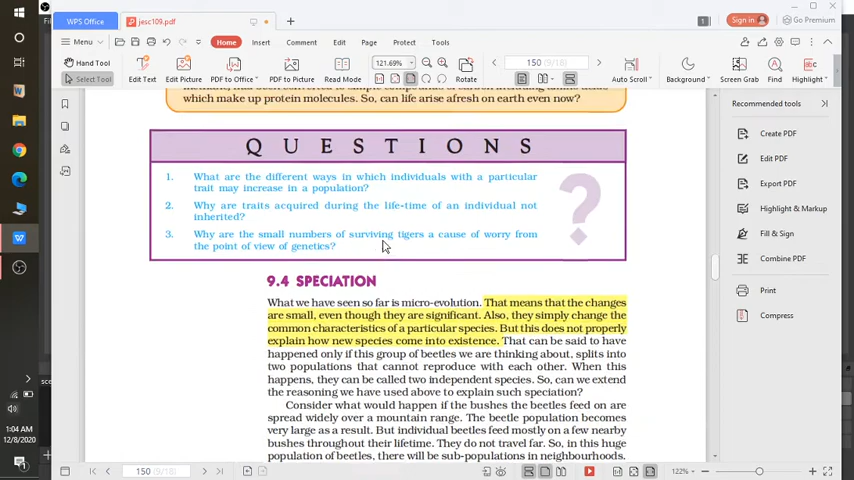 WPS Office
jesc109.pdf
1
Sign in
Go Premium
Menu
Home
Insert
Comment
Edit
Page
Protect
Tools
Hand Tool
Select Tool
Edit Text
Edit Picture
PDF to Office
PDF to Picture
Read Mode
121.69%
Rotate
150 (9/18)
Auto Scroll
Background
Screen Grab
Find
Highlight
which make up protein molecules. So, can life arise afresh on earth even now?
QUESTIONS
1. What are the different ways in which individuals with a particular
trait may increase in a population?
2. Why are traits acquired during the life-time of an individual not
inherited?
3. Why are the small numbers of surviving tigers a cause of worry from
the point of view of genetics?
?
9.4 SPECIATION
What we have seen so far is micro-evolution. That means that the changes
are small, even though they are significant. Also, they simply change the
common characteristics of a particular species. But this does not properly
explain how new species come into existence. That can be said to have
happened only if this group of beetles we are thinking about, splits into
two populations that cannot reproduce with each other. When this
happens, they can be called two independent species. So, can we extend
the reasoning we have used above to explain such speciation?
Consider what would happen if the bushes the beetles feed on are
spread widely over a mountain range. The beetle population becomes
very large as a result. But individual beetles feed mostly on a few nearby
bushes throughout their lifetime. They do not travel far. So, in this huge
population of beetles, there will be sub-populations in neighbourhoods.
Recommended tools
Create PDF
Edit PDF
Export PDF
Highlight & Markup
Fill & Sign
Combine PDF
Print
Compress
1:04 AM
12/8/2020
1
150 (9/18)
122%